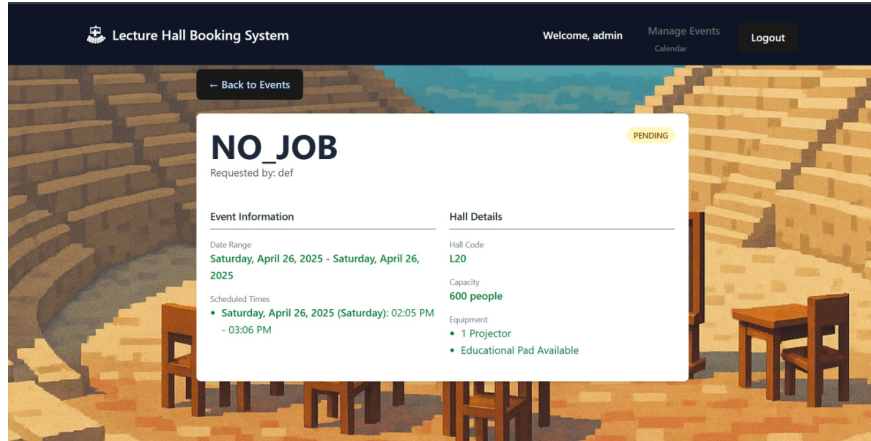 Lecture Hall Booking System
Welcome, admin
Manage Events
Calendar
Logout
← Back to Events
NO_JOB
PENDING
Requested by: def
Event Information
Date Range
Saturday, April 26, 2025 - Saturday, April 26,
2025
Scheduled Times
• Saturday, April 26, 2025 (Saturday): 02:05 PM
- 03:06 PM
Hall Details
Hall Code
L20
Capacity
600 people
Equipment
• 1 Projector
• Educational Pad Available